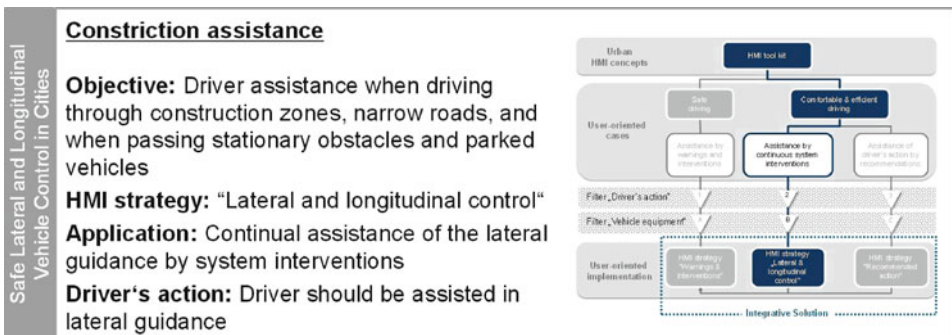 Safe Lateral and Longitudinal
Vehicle Control in Cities
Constriction assistance
Objective: Driver assistance when driving
through construction zones, narrow roads, and
when passing stationary obstacles and parked
vehicles
HMI strategy: “Lateral and longitudinal control“
Application: Continual assistance of the lateral
guidance by system interventions
Driver‘s action: Driver should be assisted in
lateral guidance
Urban
HMI concepts
HMI tool kit
User-oriented
cases
Safe
driving
Comfortable & efficient
driving
Assistance by
warnings and
interventions
Assistance by
continuous system
interventions
Assistance of
driver's action by
recommendations
Filter „Driver's action“
2
Filter „Vehicle equipment“
User-oriented
implementation
HMI strategy
"Warnings &
interventions"
HMI strategy
„Lateral &
longitudinal
control“
HMI strategy
"Recommended
action"
Integrative Solution